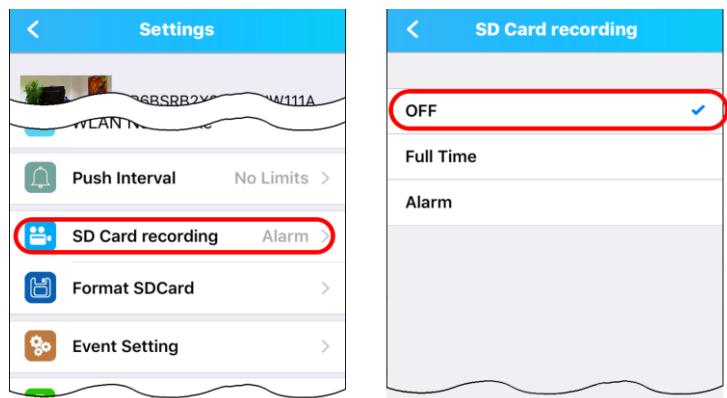 Settings
Push Interval No Limits
SD Card recording Alarm
Format SDCard
Event Setting
SD Card recording
OFF
Full Time
Alarm